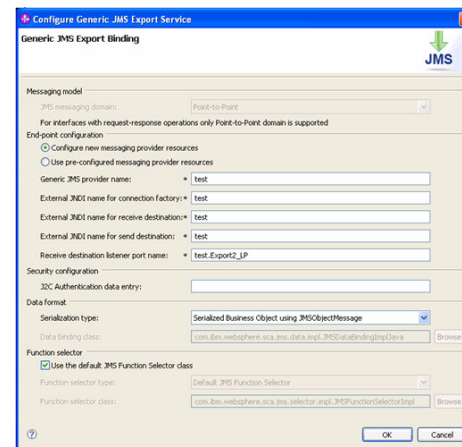 Configure Generic JMS Export Service
Generic JMS Export Binding
JMS
Messaging model
JMS messaging domain: Point-to-Point
For interfaces with request-response operations only Point-to-Point domain is supported
End-point configuration
Configure new messaging provider resources
Use pre-configured messaging provider resources
Generic JMS provider name: * test
External JNDI name for connection factory:* test
External JNDI name for receive destination:* test
External JNDI name for send destination: * test
Receive destination listener port name: * test.Export2_LP
Security configuration
J2C Authentication data entry:
Data format
Serialization type: Serialized Business Object using JMSObjectMessage
Data binding class: com.ibm.websphere.sca.jms.data.impl.JMSDataBindingImplJava Browse
Function selector
Use the default JMS Function Selector class
Function selector type: Default JMS Function Selector
Function selector class: com.ibm.websphere.sca.jms.selector.impl.JMSFunctionSelectorImpl Browse
? OK Cancel